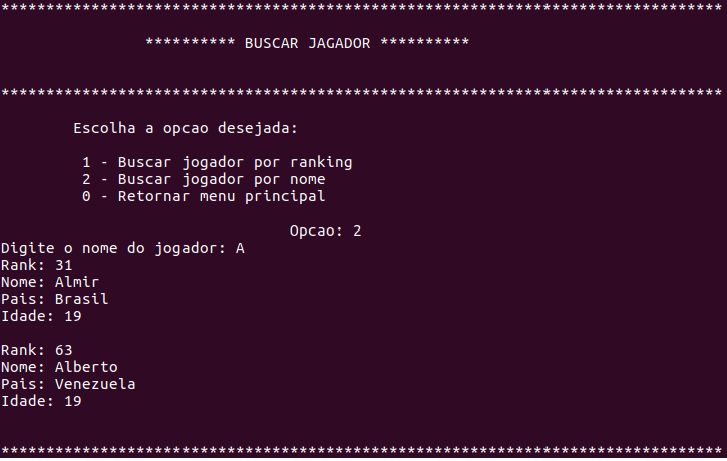 ********************************************************************************
********** BUSCAR JAGADOR **********
********************************************************************************
Escolha a opcao desejada:
1 - Buscar jogador por ranking
2 - Buscar jogador por nome
0 - Retornar menu principal
Opcao: 2
Digite o nome do jogador: A
Rank: 31
Nome: Almir
Pais: Brasil
Idade: 19
Rank: 63
Nome: Alberto
Pais: Venezuela
Idade: 19
********************************************************************************